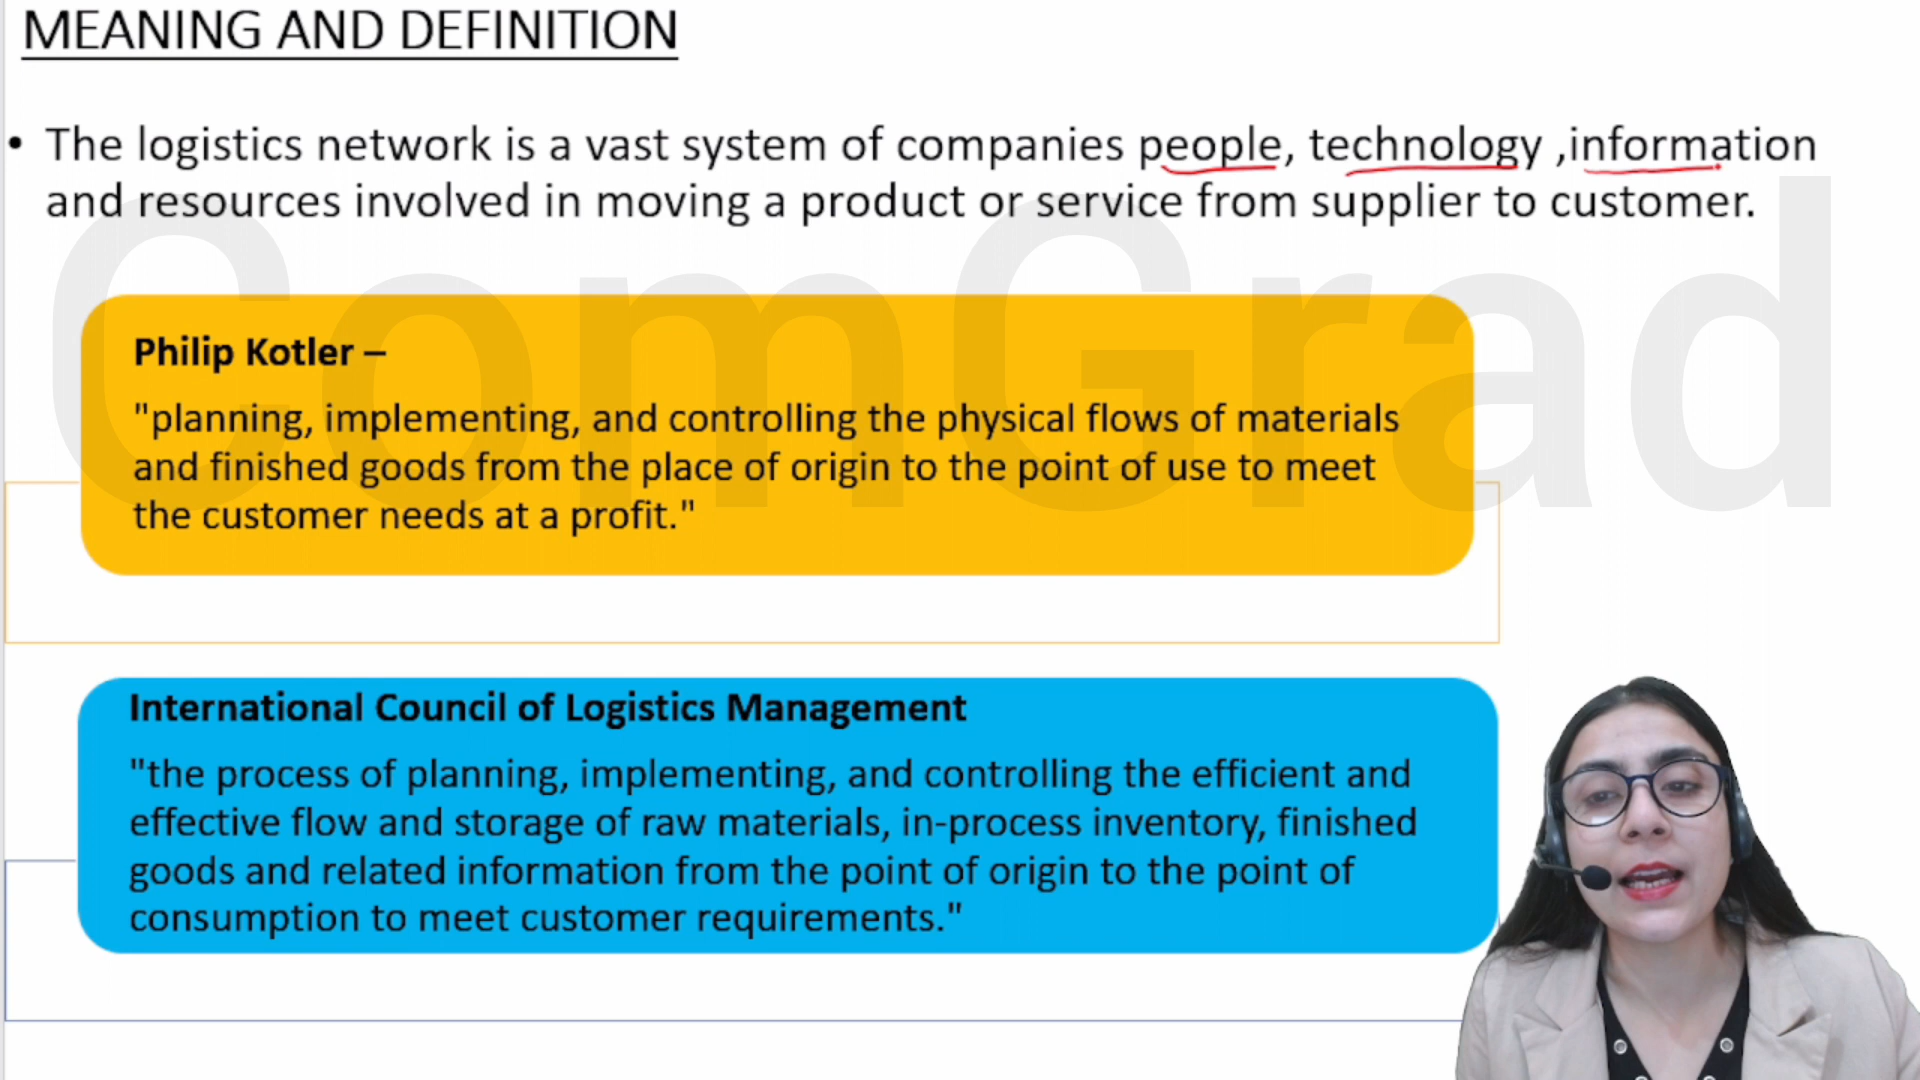 MEANING AND DEFINITION
• The logistics network is a vast system of companies people, technology ,information
and resources involved in moving a product or service from supplier to customer.
ComGrad
Philip Kotler –
"planning, implementing, and controlling the physical flows of materials
and finished goods from the place of origin to the point of use to meet
the customer needs at a profit."
International Council of Logistics Management
"the process of planning, implementing, and controlling the efficient and
effective flow and storage of raw materials, in-process inventory, finished
goods and related information from the point of origin to the point of
consumption to meet customer requirements."